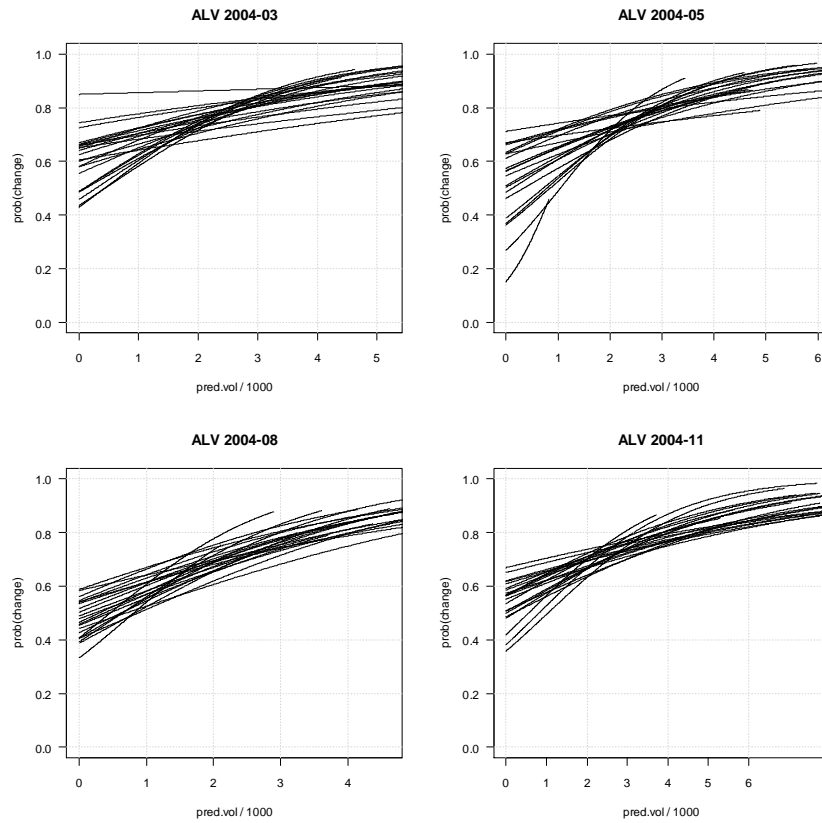 ALV 2004-03
1.0
0.8
0.6
0.4
0.2
0.0
prob(change)
0 1 2 3 4 5
pred.vol / 1000
ALV 2004-05
1.0
0.8
0.6
0.4
0.2
0.0
prob(change)
0 1 2 3 4 5 6
pred.vol / 1000
ALV 2004-08
1.0
0.8
0.6
0.4
0.2
0.0
prob(change)
0 1 2 3 4
pred.vol / 1000
ALV 2004-11
1.0
0.8
0.6
0.4
0.2
0.0
prob(change)
0 1 2 3 4 5 6
pred.vol / 1000